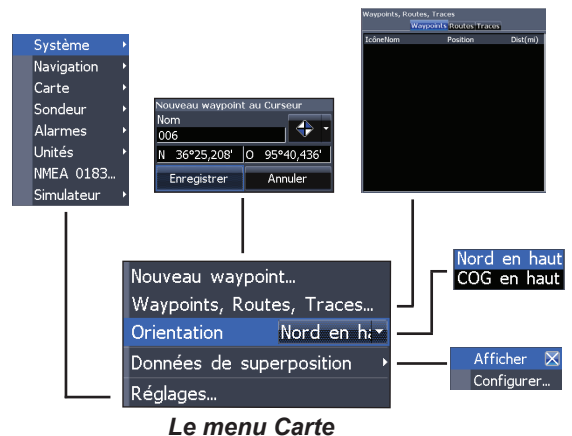 Système
Navigation
Carte
Sondeur
Alarmes
Unités
NMEA 0183...
Simulateur
Nouveau waypoint au Curseur
Nom
006
N 36°25,208' O 95°40,436'
Enregistrer Annuler
Waypoints, Routes, Traces
Waypoints Routes Traces
IcôneNom Position Dist(mi)
Nouveau waypoint...
Waypoints, Routes, Traces...
Orientation Nord en ha
Données de superposition
Réglages...
Nord en haut
COG en haut
Afficher
Configurer...
Le menu Carte